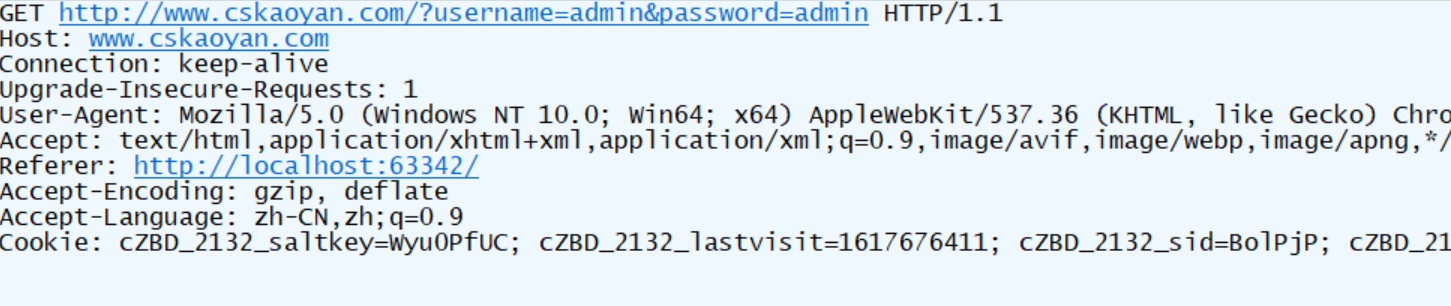 GET http://www.cskaoyan.com/?username=admin&password=admin HTTP/1.1
Host: www.cskaoyan.com
Connection: keep-alive
Upgrade-Insecure-Requests: 1
User-Agent: Mozilla/5.0 (Windows NT 10.0; Win64; x64) AppleWebKit/537.36 (KHTML, like Gecko) Chro
Accept: text/html,application/xhtml+xml,application/xml;q=0.9,image/avif,image/webp,image/apng,*/
Referer: http://localhost:63342/
Accept-Encoding: gzip, deflate
Accept-Language: zh-CN,zh;q=0.9
Cookie: cZBD_2132_saltkey=Wyu0PfUC; cZBD_2132_lastvisit=1617676411; cZBD_2132_sid=BolPjP; cZBD_21